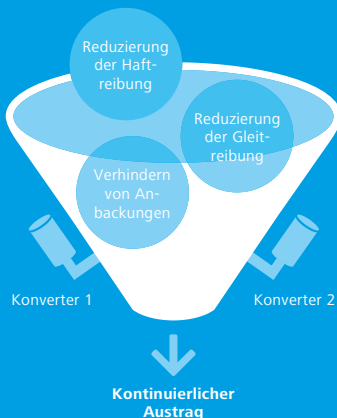 Reduzierung
der Haft-
reibung
Reduzierung
der Gleit-
reibung
Verhindern
von An-
backungen
Konverter 1
Konverter 2
Kontinuierlicher
Austrag